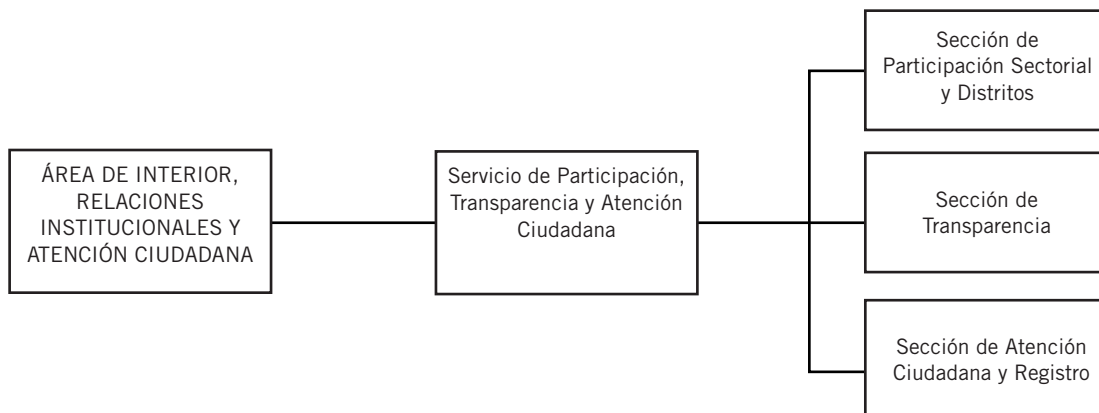 ÁREA DE INTERIOR,
RELACIONES
INSTITUCIONALES Y
ATENCIÓN CIUDADANA
Servicio de Participación,
Transparencia y Atención
Ciudadana
Sección de
Participación Sectorial
y Distritos
Sección de
Transparencia
Sección de Atención
Ciudadana y Registro